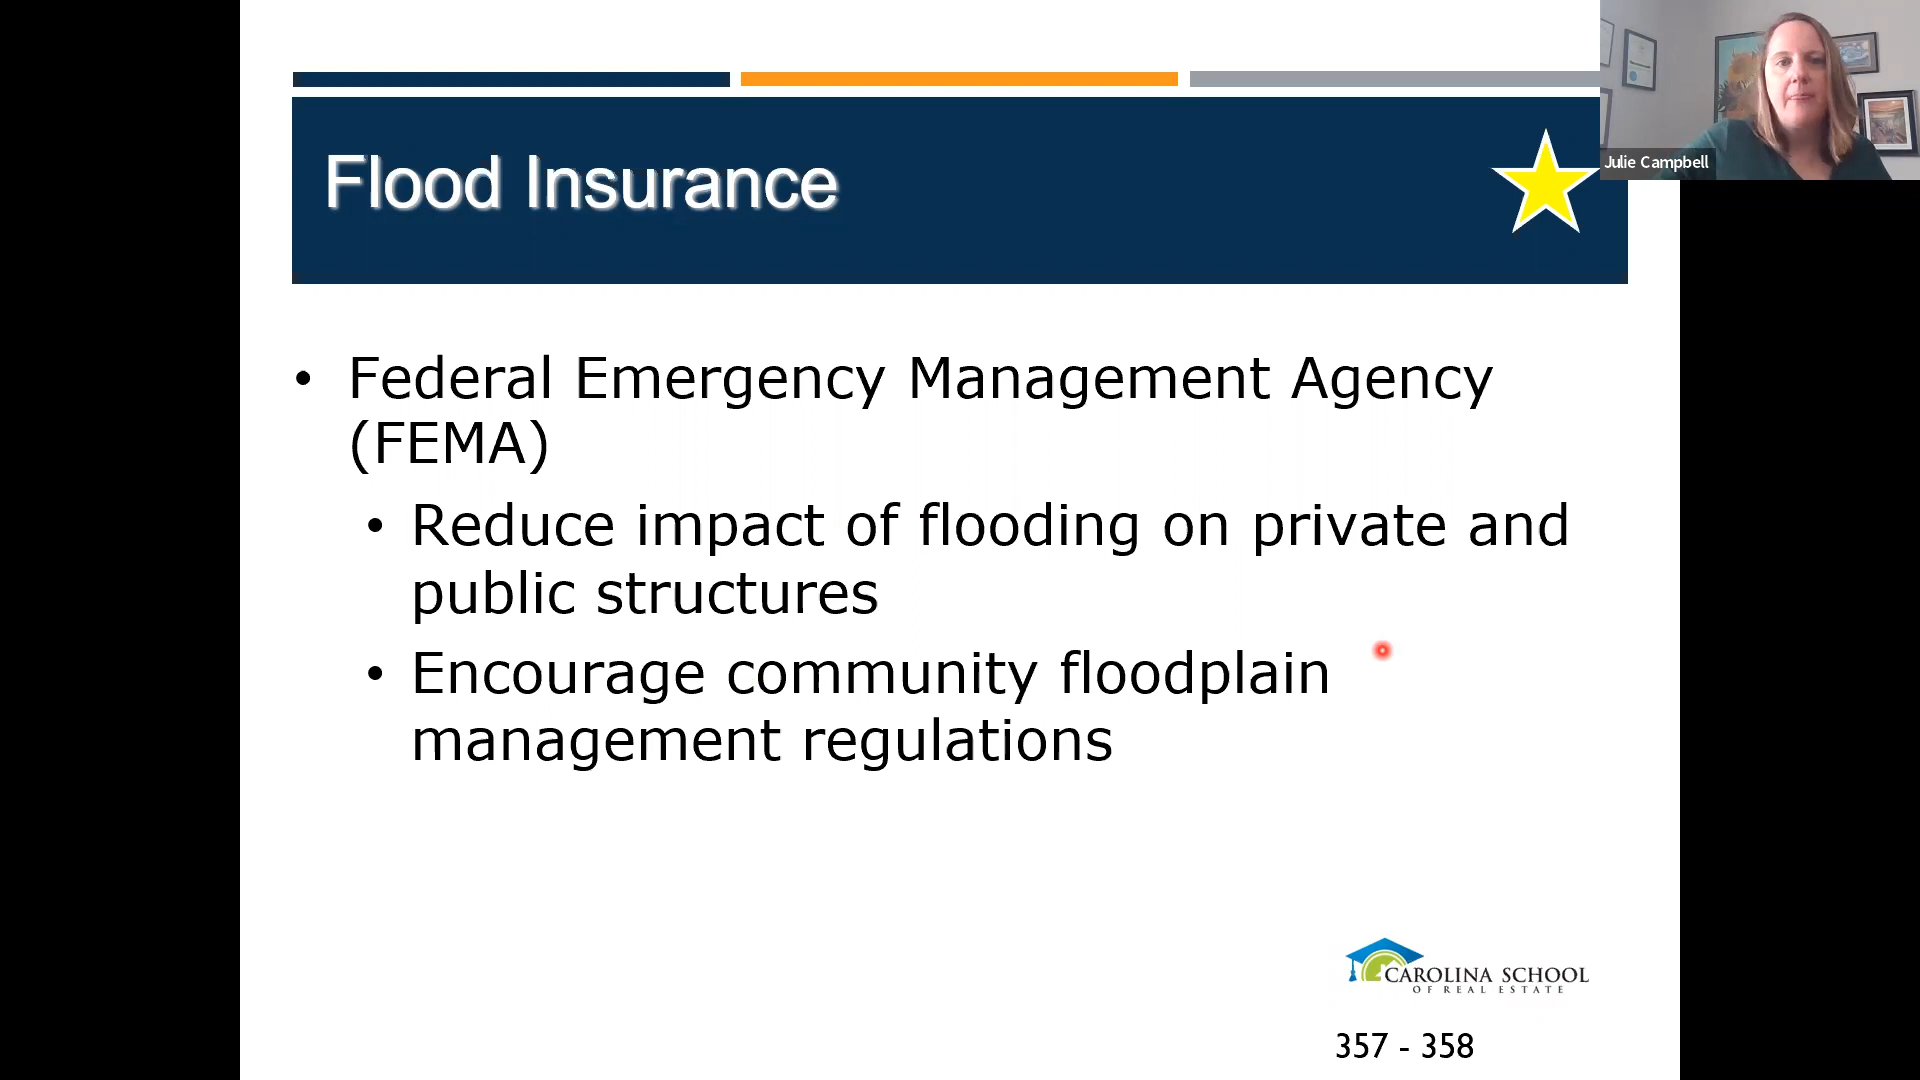 Flood Insurance
Julie Campbell
• Federal Emergency Management Agency
(FEMA)
• Reduce impact of flooding on private and
public structures
• Encourage community floodplain
management regulations
CAROLINA SCHOOL
OF REAL ESTATE
357 - 358